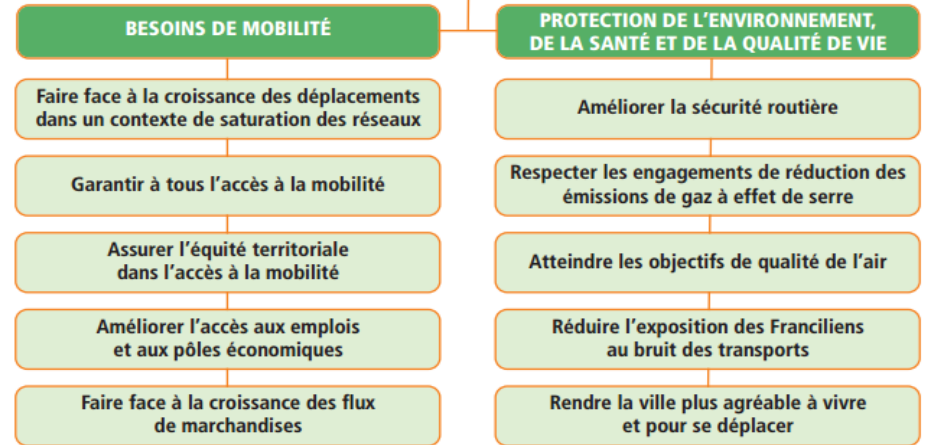 BESOINS DE MOBILITÉ
Faire face à la croissance des déplacements
dans un contexte de saturation des réseaux
Garantir à tous l’accès à la mobilité
Assurer l’équité territoriale
dans l’accès à la mobilité
Améliorer l’accès aux emplois
et aux pôles économiques
Faire face à la croissance des flux
de marchandises
PROTECTION DE L’ENVIRONNEMENT,
DE LA SANTÉ ET DE LA QUALITÉ DE VIE
Améliorer la sécurité routière
Respecter les engagements de réduction des
émissions de gaz à effet de serre
Atteindre les objectifs de qualité de l’air
Réduire l’exposition des Franciliens
au bruit des transports
Rendre la ville plus agréable à vivre
et pour se déplacer